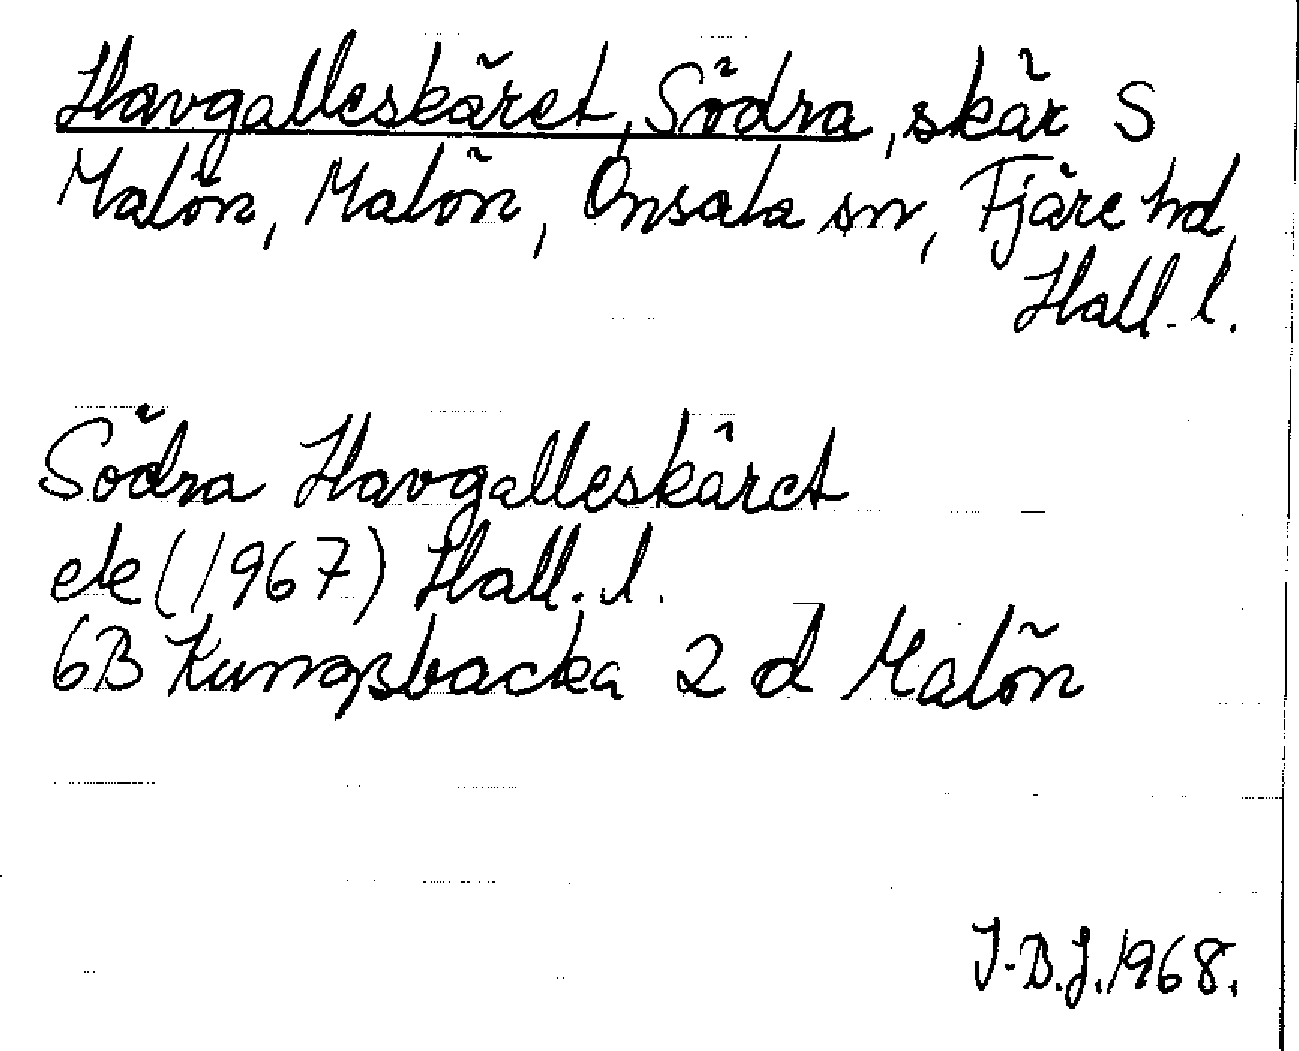 Havgalleskäret, Södra, skär S
Malön, Malön, Onsala sn, Fjäre hd,
Hall. l.
Södra Havgalleskäret
ek (1967) Hall. l.
6B Kungsbacka 2 d Malön
I-B.J. 1968.